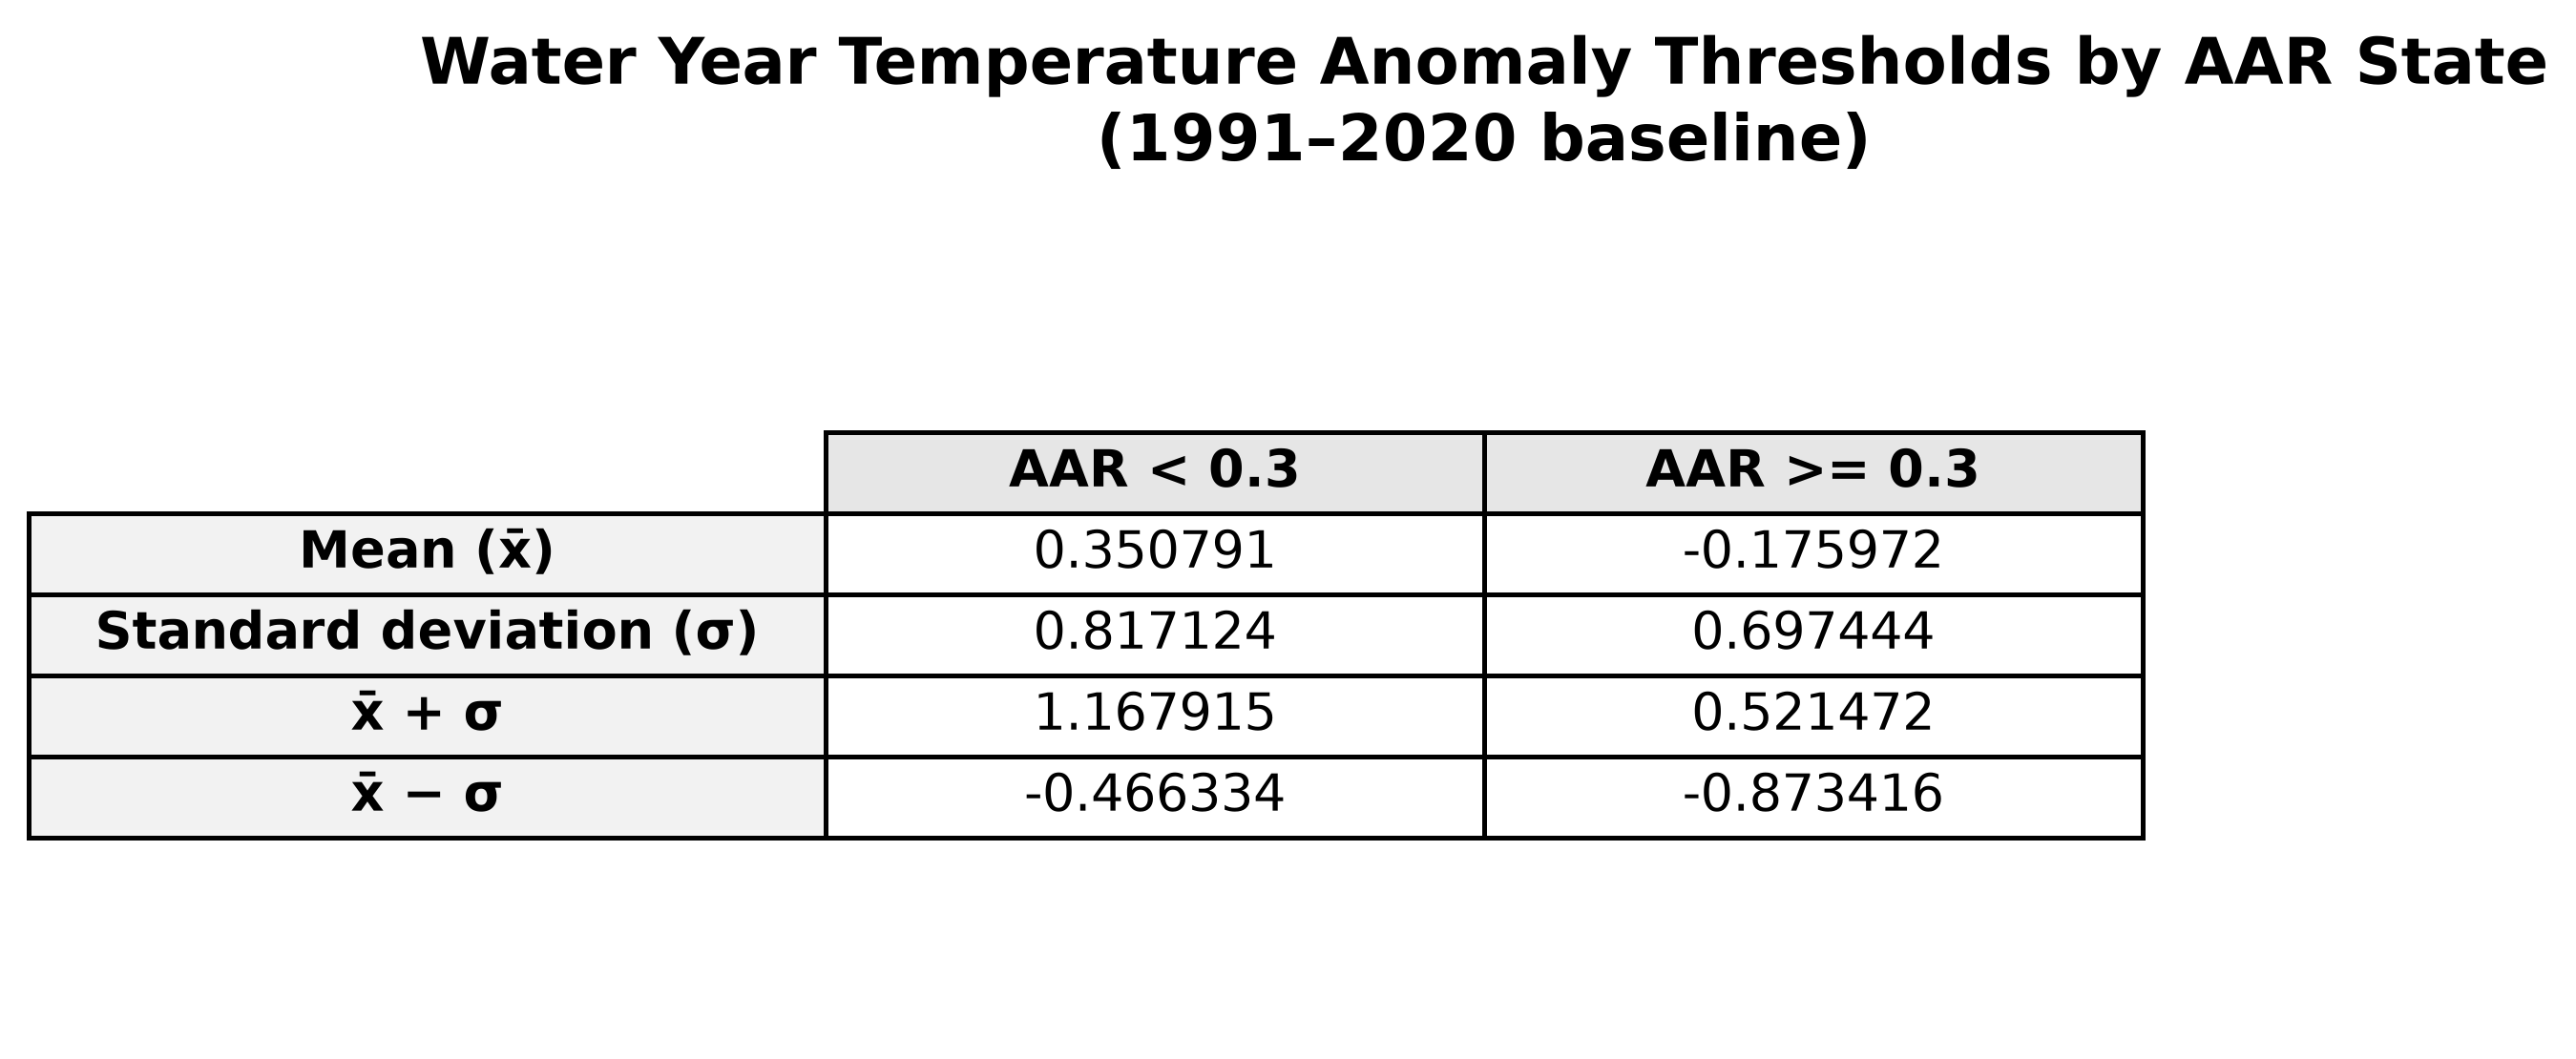 Water Year Temperature Anomaly Thresholds by AAR State
(1991–2020 baseline)
AAR < 0.3 AAR >= 0.3
Mean (x̄) 0.350791 -0.175972
Standard deviation (σ) 0.817124 0.697444
x̄ + σ 1.167915 0.521472
x̄ − σ -0.466334 -0.873416